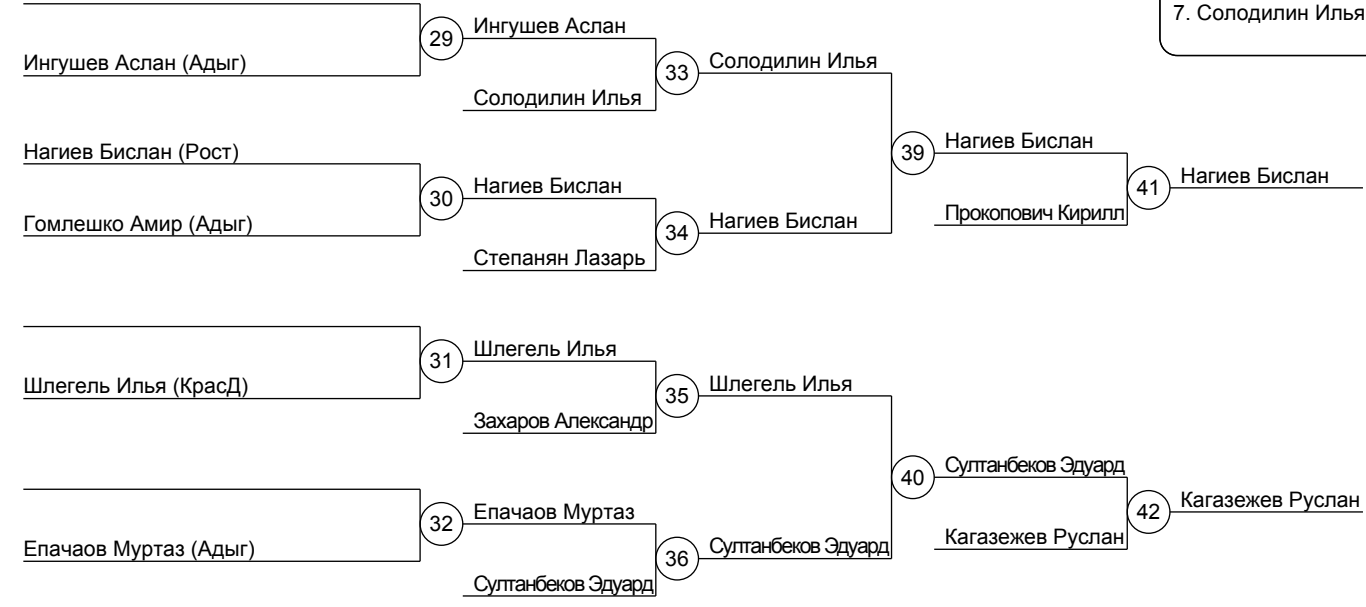 7. Солодилин Илья
29
Ингушев Аслан
Ингушев Аслан (Адыг)
33
Солодилин Илья
Солодилин Илья
Нагиев Бислан (Рост)
39
Нагиев Бислан
30
Нагиев Бислан
41
Нагиев Бислан
Гомлешко Амир (Адыг)
34
Нагиев Бислан
Прокопович Кирилл
Степанян Лазарь
31
Шлегель Илья
Шлегель Илья (КрасД)
35
Шлегель Илья
Захаров Александр
40
Султанбеков Эдуард
32
Епачаов Муртаз
42
Кагазежев Руслан
Епачаов Муртаз (Адыг)
36
Султанбеков Эдуард
Кагазежев Руслан
Султанбеков Эдуард